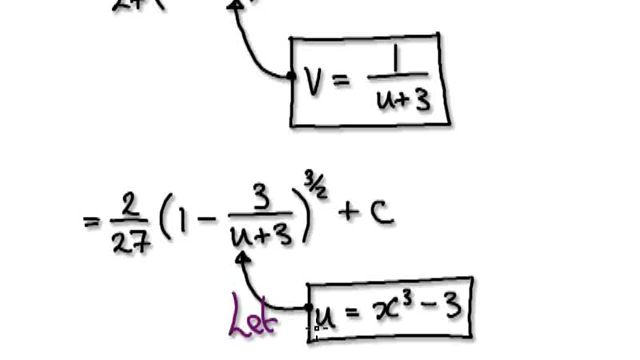 V = 1/(u+3)
= 2/27 (1 - 3/(u+3))^3/2 + C
Let u = x³ - 3